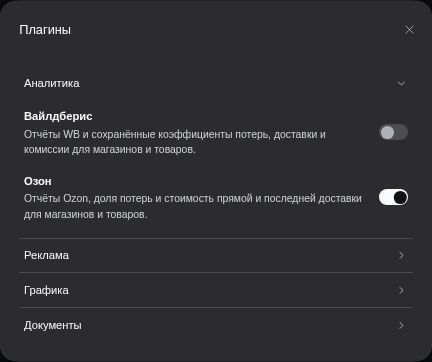 Плагины
Аналитика
Вайлдберис
Отчёты WB и сохранённые коэффициенты потерь, доставки и
комиссии для магазинов и товаров.
Озон
Отчёты Ozon, доля потерь и стоимость прямой и последней доставки
для магазинов и товаров.
Реклама
Графика
Документы